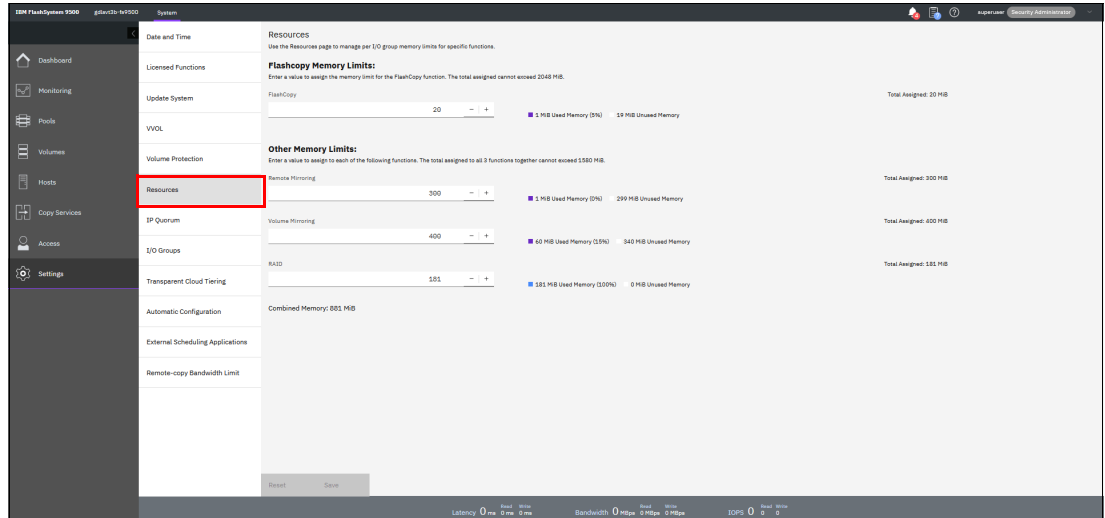 IBM FlashSystem 9500 gdlavt3b-fs9500 System superuser Security Administrator
Dashboard
Monitoring
Pools
Volumes
Hosts
Copy Services
Access
Settings
Date and Time
Licensed Functions
Update System
VVOL
Volume Protection
Resources
IP Quorum
I/O Groups
Transparent Cloud Tiering
Automatic Configuration
External Scheduling Applications
Remote-copy Bandwidth Limit
Resources
Use the Resources page to manage per I/O group memory limits for specific functions.
Flashcopy Memory Limits:
Enter a value to assign the memory limit for the FlashCopy function. The total assigned cannot exceed 2048 MiB.
FlashCopy Total Assigned: 20 MiB
20 - +
1 MiB Used Memory (5%) 19 MiB Unused Memory
Other Memory Limits:
Enter a value to assign to each of the following functions. The total assigned to all 3 functions together cannot exceed 1580 MiB.
Remote Mirroring Total Assigned: 300 MiB
300 - +
1 MiB Used Memory (0%) 299 MiB Unused Memory
Volume Mirroring Total Assigned: 400 MiB
400 - +
60 MiB Used Memory (15%) 340 MiB Unused Memory
RAID Total Assigned: 181 MiB
181 - +
181 MiB Used Memory (100%) 0 MiB Unused Memory
Combined Memory: 881 MiB
Reset Save
Latency 0 ms Read 0 ms Write 0 ms Bandwidth 0 MBps Read 0 MBps Write 0 MBps IOPS 0 Read 0 Write 0